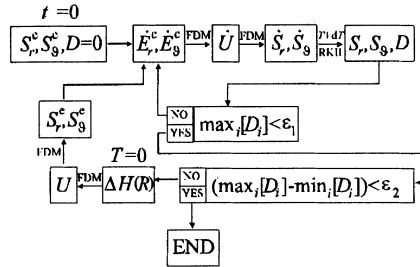 t = 0
S_r^e, S_ϑ^e, D=0
Ė_r^c, Ė_ϑ^c
FDM
U̇
FDM
Ṡ_r, Ṡ_ϑ
T+dT
RKII
S_r, S_ϑ, D
S_r^e, S_ϑ^e
NO
YES
max_i[D_i]<ε_1
FDM
T = 0
U
FDM
ΔH(R)
NO
YES
(max_i[D_i]-min_i[D_i])<ε_2
END